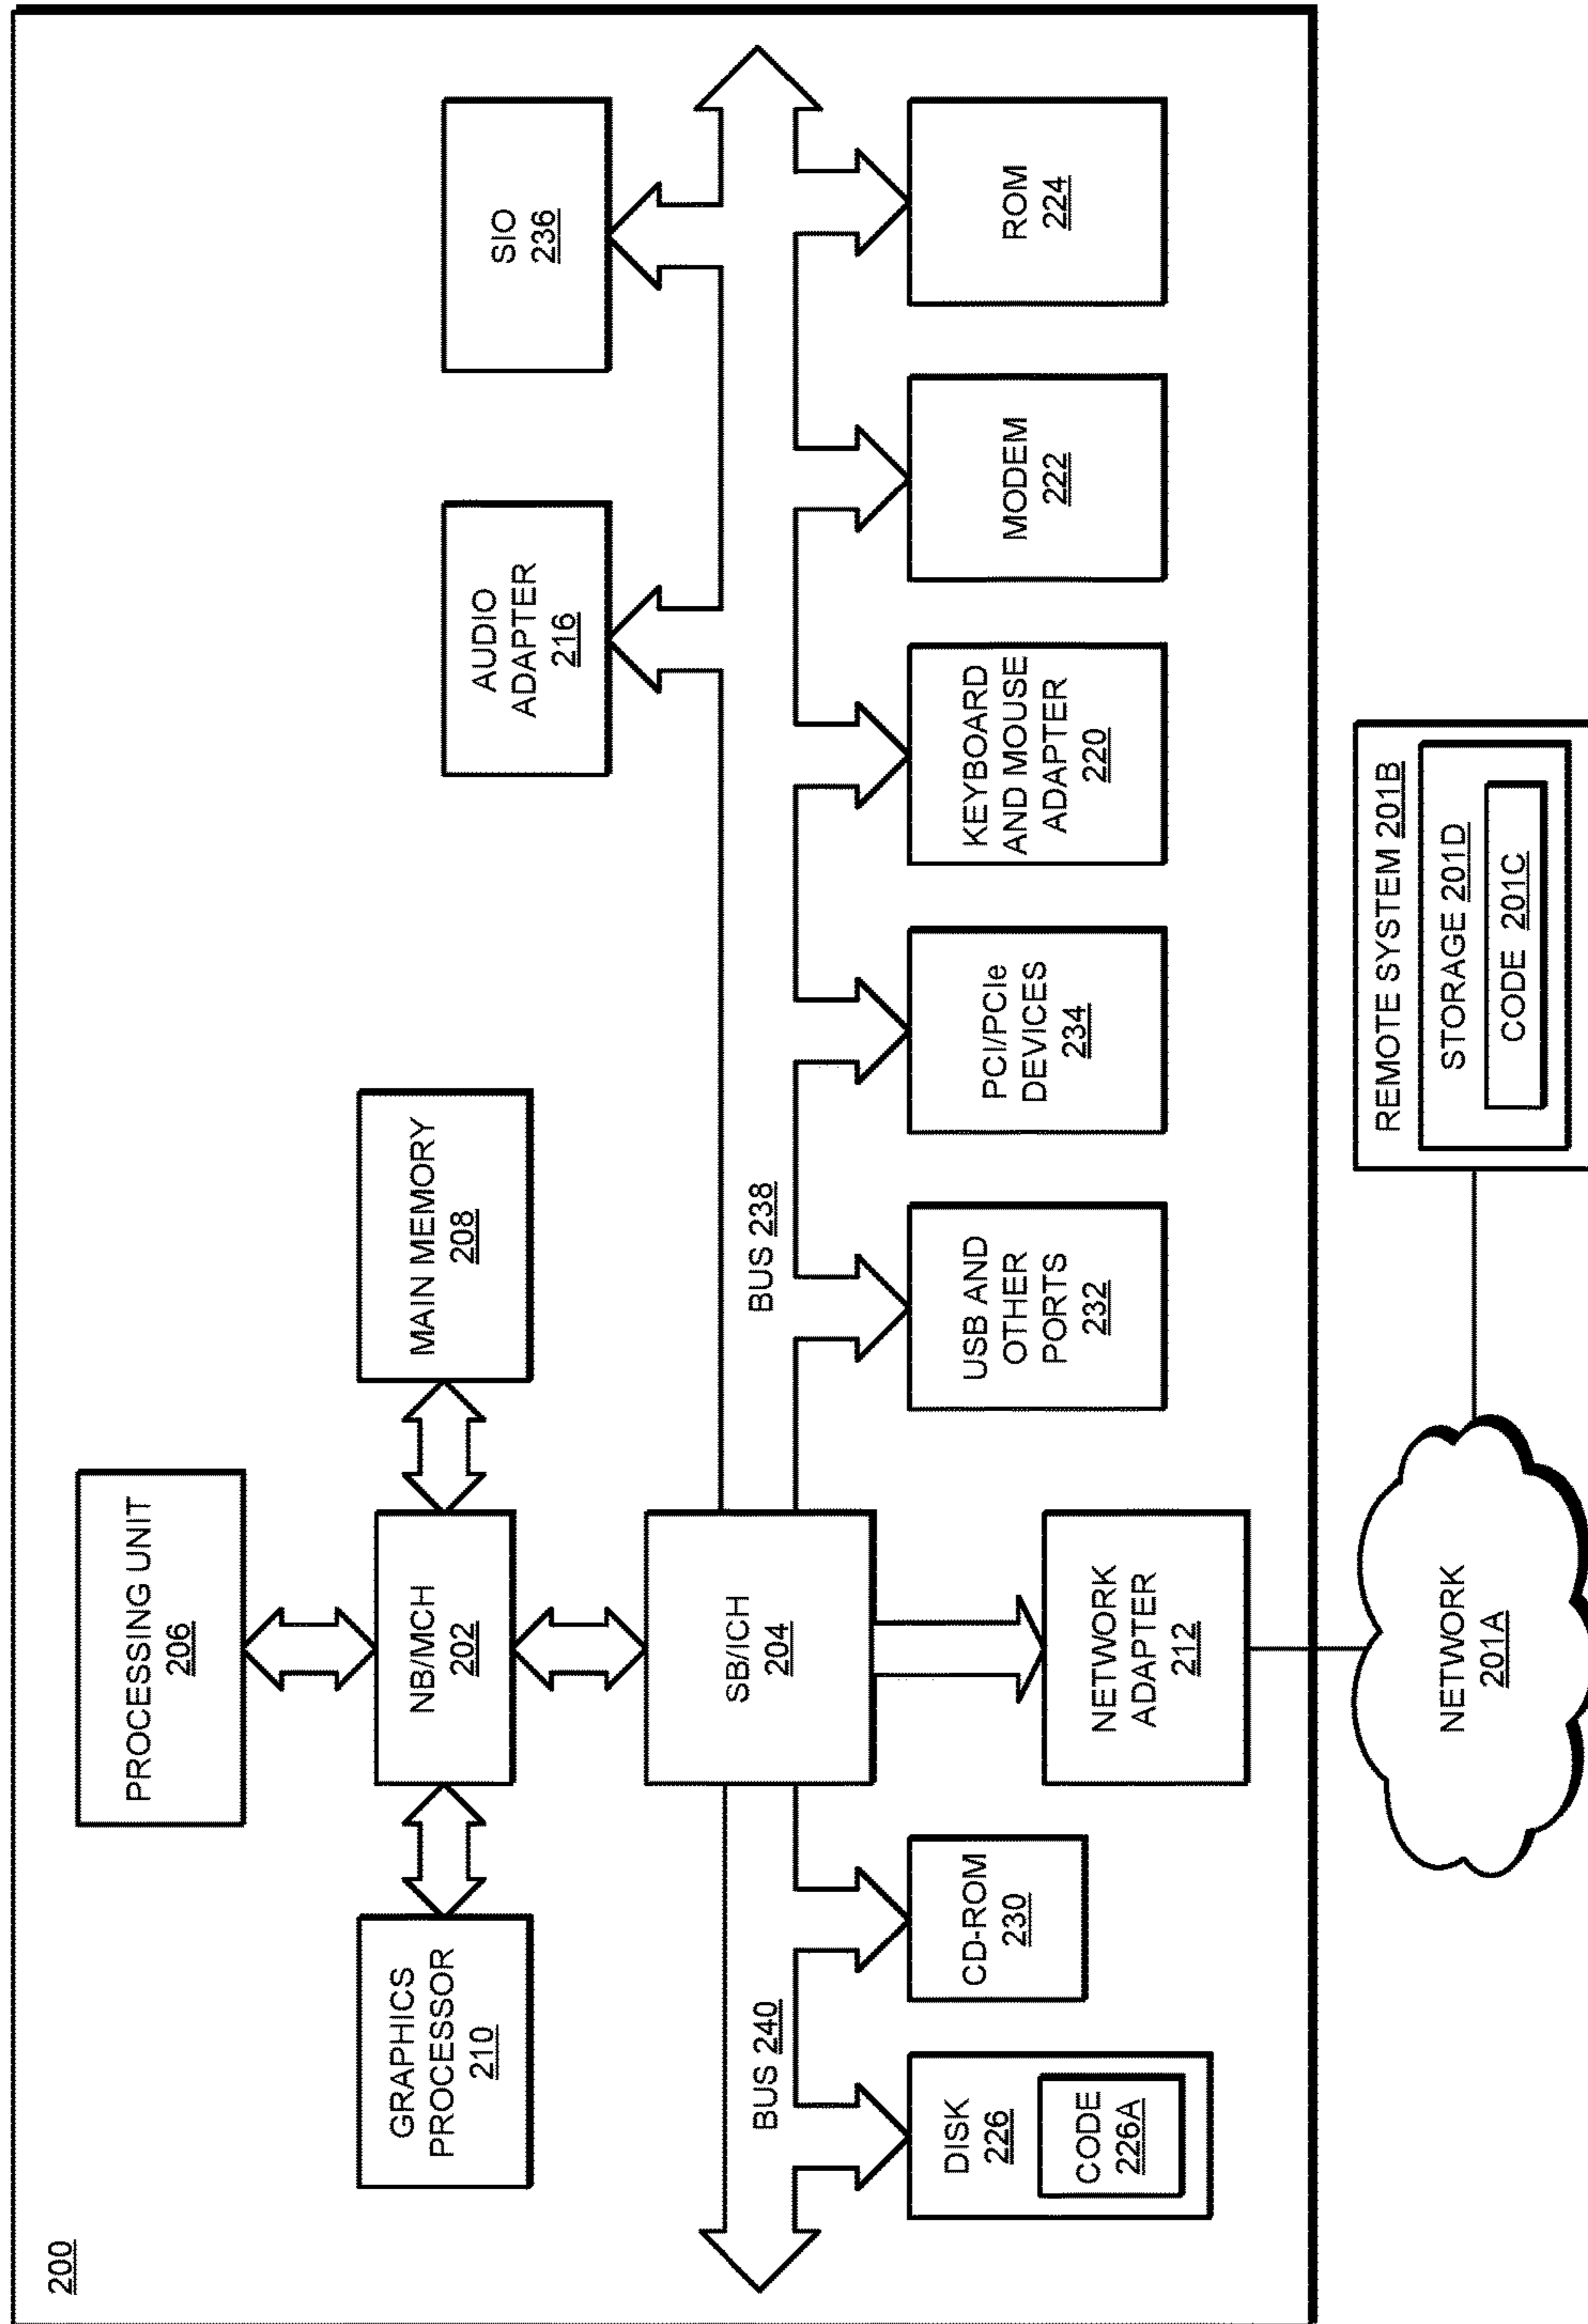 200
PROCESSING UNIT
206
GRAPHICS
PROCESSOR
210
NB/MCH
202
MAIN MEMORY
208
AUDIO
ADAPTER
216
SIO
236
SB/ICH
204
BUS 240
BUS 238
DISK
226
CODE
226A
CD-ROM
230
NETWORK
ADAPTER
212
USB AND
OTHER
PORTS
232
PCI/PCIe
DEVICES
234
KEYBOARD
AND MOUSE
ADAPTER
220
MODEM
222
ROM
224
NETWORK
201A
REMOTE SYSTEM 201B
STORAGE 201D
CODE 201C